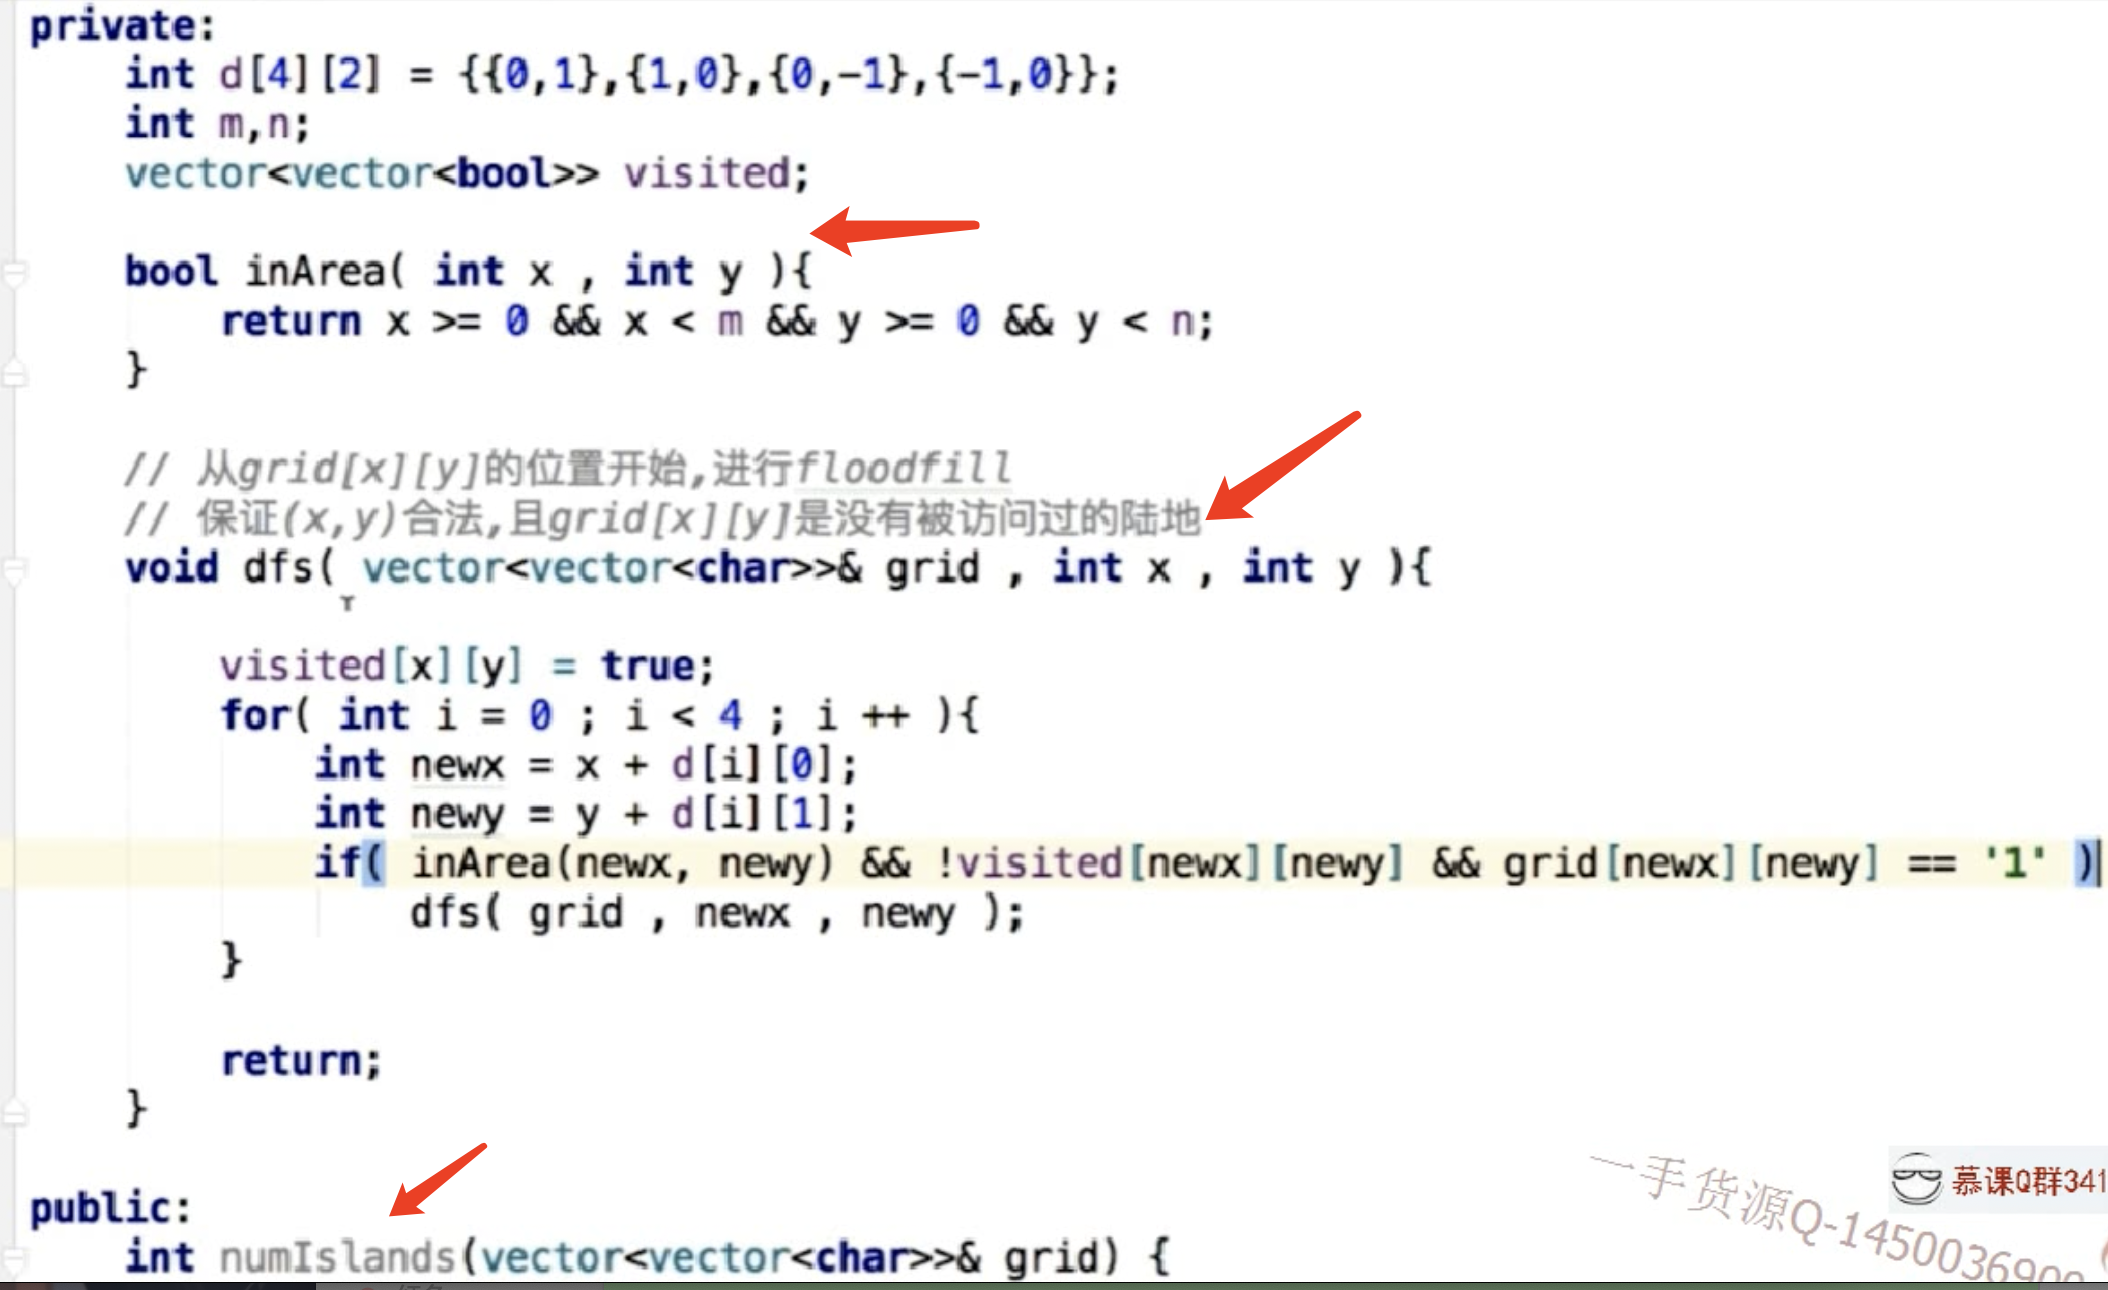 private:
    int d[4][2] = {{0,1},{1,0},{0,-1},{-1,0}};
    int m,n;
    vector<vector<bool>> visited;
    bool inArea( int x , int y ){
        return x >= 0 && x < m && y >= 0 && y < n;
    }
    // 从grid[x][y]的位置开始,进行floodfill
    // 保证(x,y)合法,且grid[x][y]是没有被访问过的陆地
    void dfs( vector<vector<char>>& grid , int x , int y ){
        visited[x][y] = true;
        for( int i = 0 ; i < 4 ; i ++ ){
            int newx = x + d[i][0];
            int newy = y + d[i][1];
            if( inArea(newx, newy) && !visited[newx][newy] && grid[newx][newy] == '1' )
                dfs( grid , newx , newy );
        }
        return;
    }
慕课Q群341
一手货源Q-1450036900
public:
    int numIslands(vector<vector<char>>& grid) {